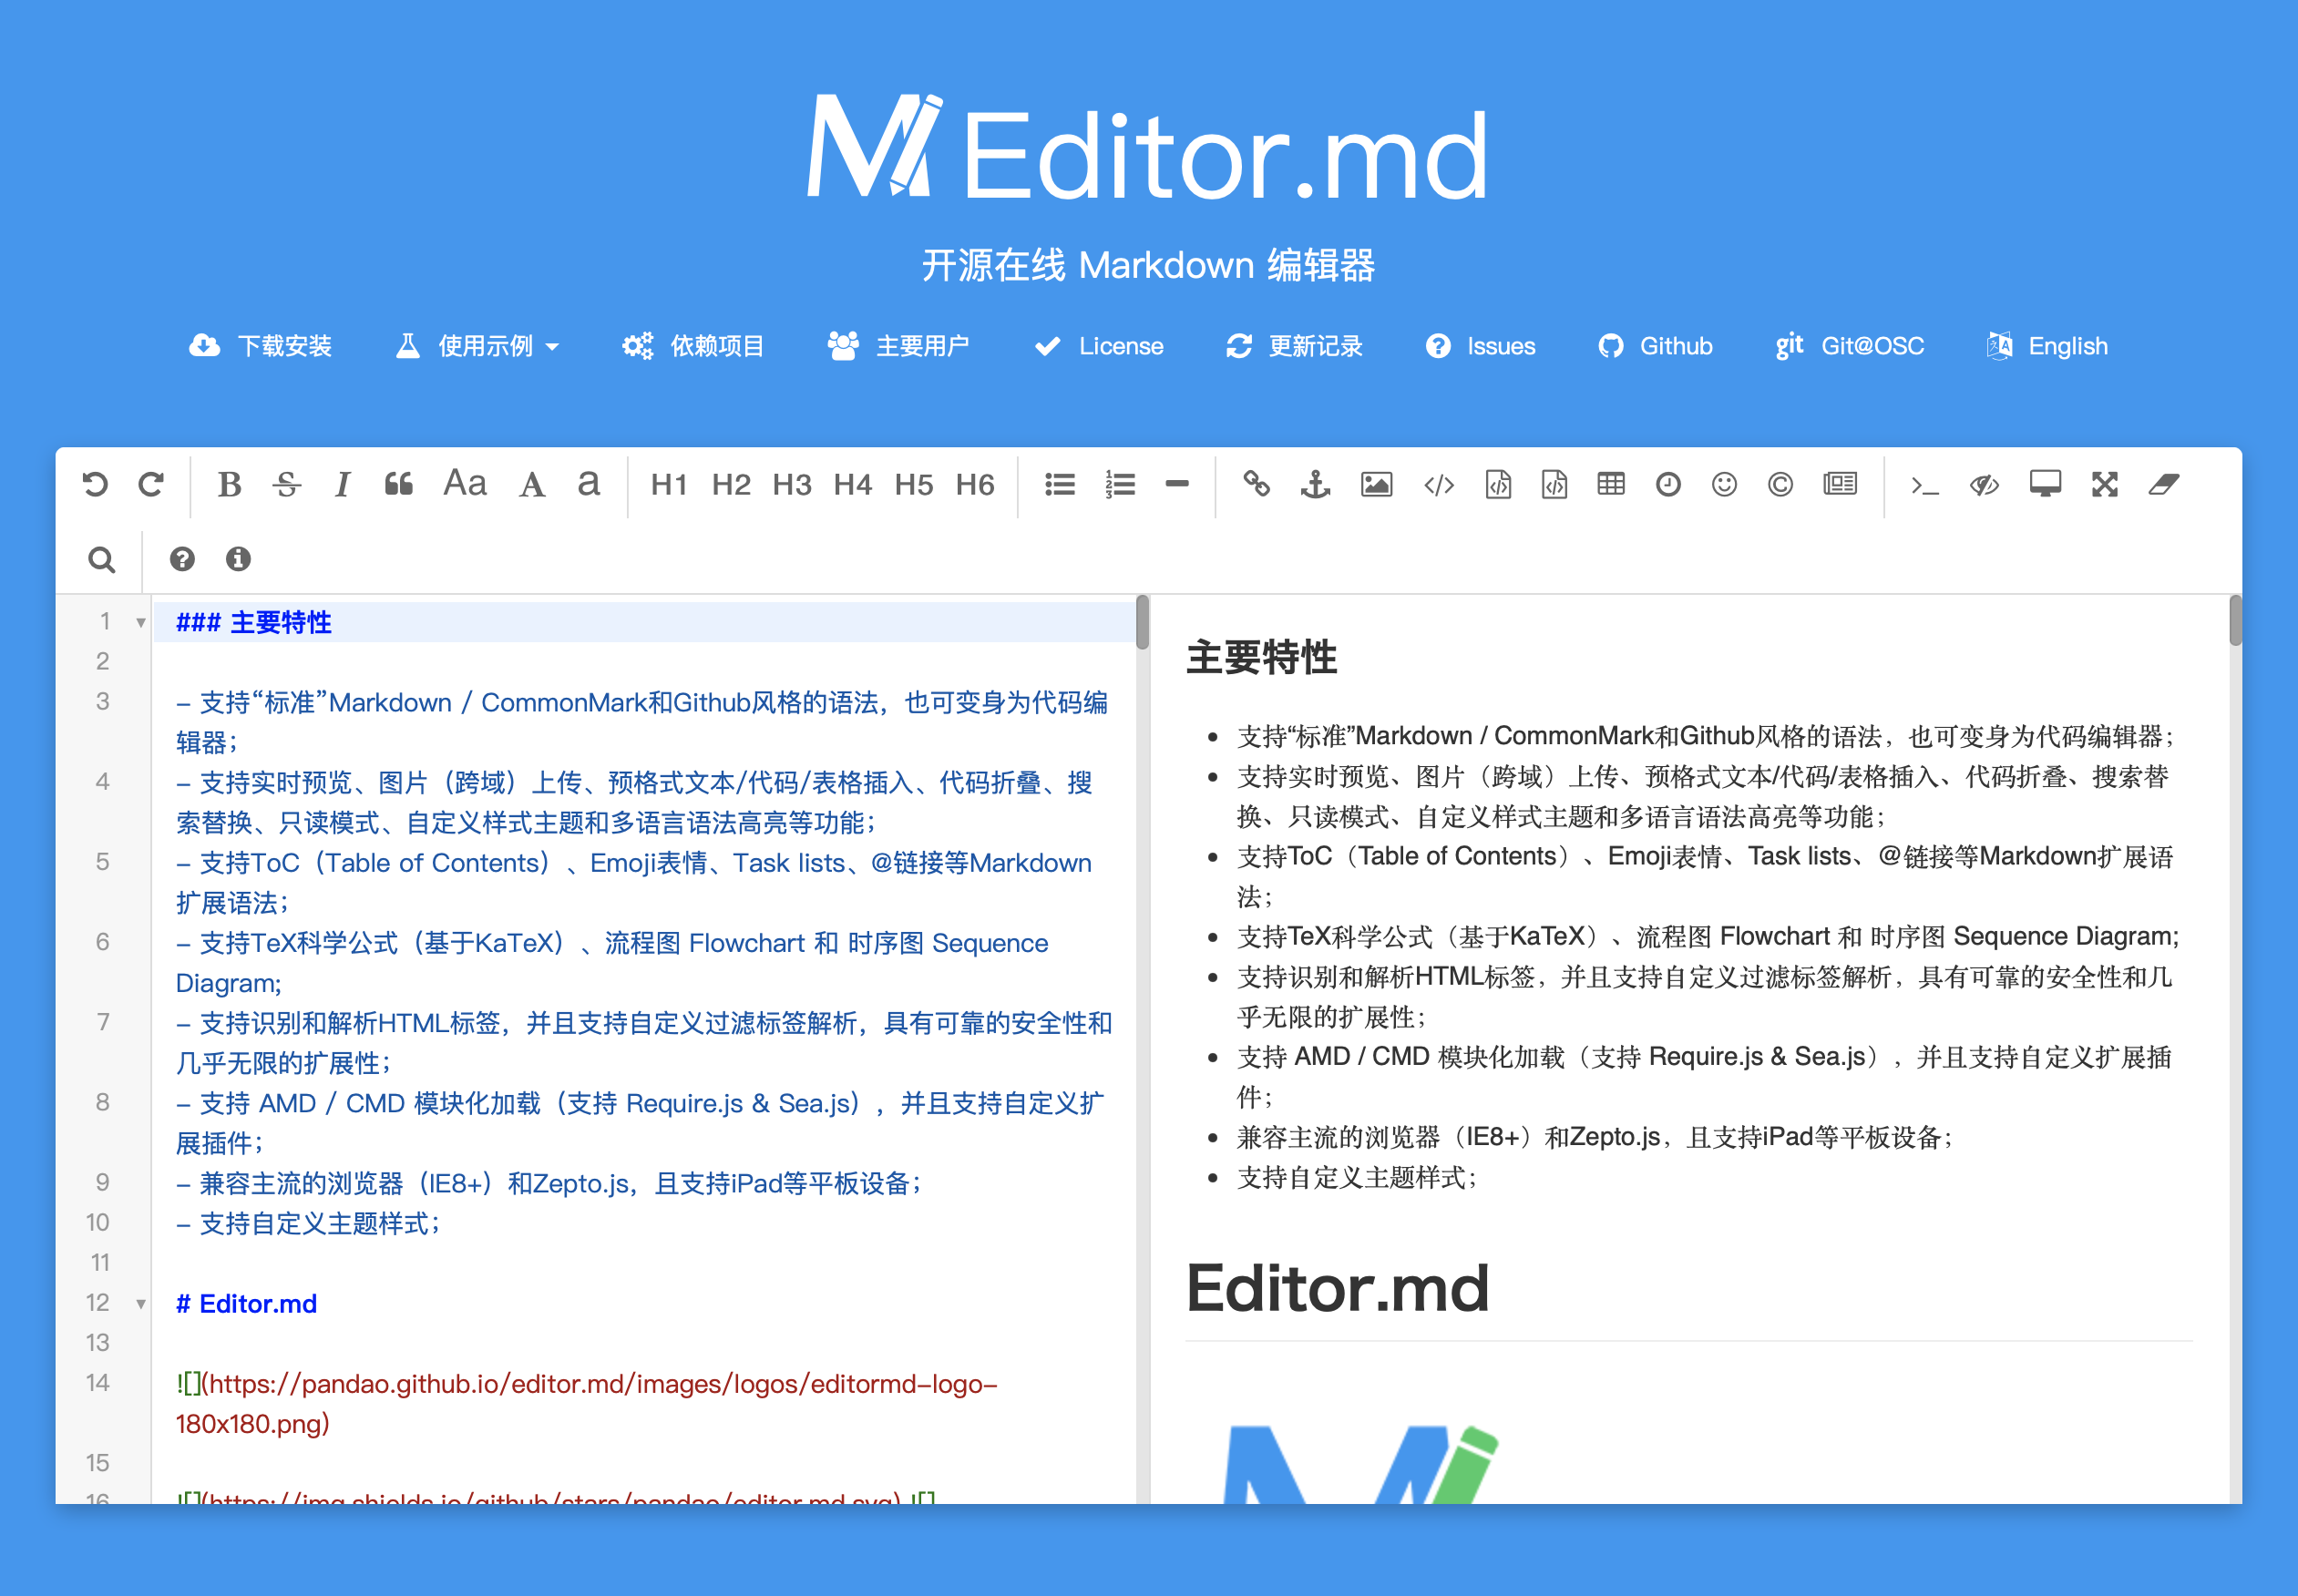 Editor.md
开源在线 Markdown 编辑器
下载安装 使用示例 依赖项目 主要用户 License 更新记录 Issues Github git Git@OSC English
B S I Aa A a H1 H2 H3 H4 H5 H6
1 ### 主要特性
2
3 - 支持“标准”Markdown / CommonMark和Github风格的语法，也可变身为代码编
辑器；
4 - 支持实时预览、图片（跨域）上传、预格式文本/代码/表格插入、代码折叠、搜
索替换、只读模式、自定义样式主题和多语言语法高亮等功能；
5 - 支持ToC（Table of Contents）、Emoji表情、Task lists、@链接等Markdown
扩展语法；
6 - 支持TeX科学公式（基于KaTeX）、流程图 Flowchart 和 时序图 Sequence
Diagram;
7 - 支持识别和解析HTML标签，并且支持自定义过滤标签解析，具有可靠的安全性和
几乎无限的扩展性；
8 - 支持 AMD / CMD 模块化加载（支持 Require.js & Sea.js），并且支持自定义扩
展插件；
9 - 兼容主流的浏览器（IE8+）和Zepto.js，且支持iPad等平板设备；
10 - 支持自定义主题样式；
11
12 # Editor.md
13
14 ![](https://pandao.github.io/editor.md/images/logos/editormd-logo-
180x180.png)
15
16 ![](https://img.shields.io/github/stars/pandao/editor.md.svg) ![]
主要特性
• 支持“标准”Markdown / CommonMark和Github风格的语法，也可变身为代码编辑器；
• 支持实时预览、图片（跨域）上传、预格式文本/代码/表格插入、代码折叠、搜索替
换、只读模式、自定义样式主题和多语言语法高亮等功能；
• 支持ToC（Table of Contents）、Emoji表情、Task lists、@链接等Markdown扩展语
法；
• 支持TeX科学公式（基于KaTeX）、流程图 Flowchart 和 时序图 Sequence Diagram;
• 支持识别和解析HTML标签，并且支持自定义过滤标签解析，具有可靠的安全性和几
乎无限的扩展性；
• 支持 AMD / CMD 模块化加载（支持 Require.js & Sea.js），并且支持自定义扩展插
件；
• 兼容主流的浏览器（IE8+）和Zepto.js，且支持iPad等平板设备；
• 支持自定义主题样式；
Editor.md